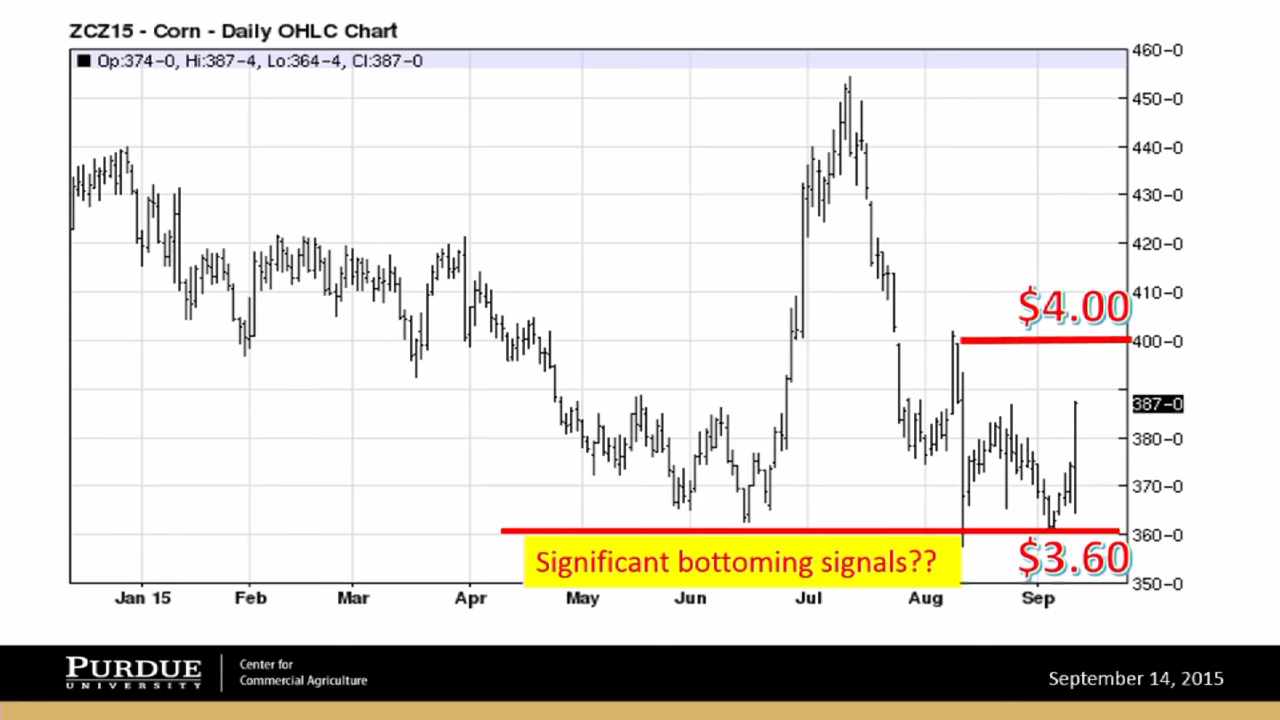 ZCZ15 - Corn - Daily OHLC Chart
Op:374-0, Hi:387-4, Lo:364-4, Cl:387-0
460-0
450-0
440-0
430-0
420-0
410-0
$4.00
400-0
387-0
380-0
370-0
360-0
$3.60
Significant bottoming signals??
350-0
Jan 15 Feb Mar Apr May Jun Jul Aug Sep
PURDUE
UNIVERSITY
Center for
Commercial Agriculture
September 14, 2015